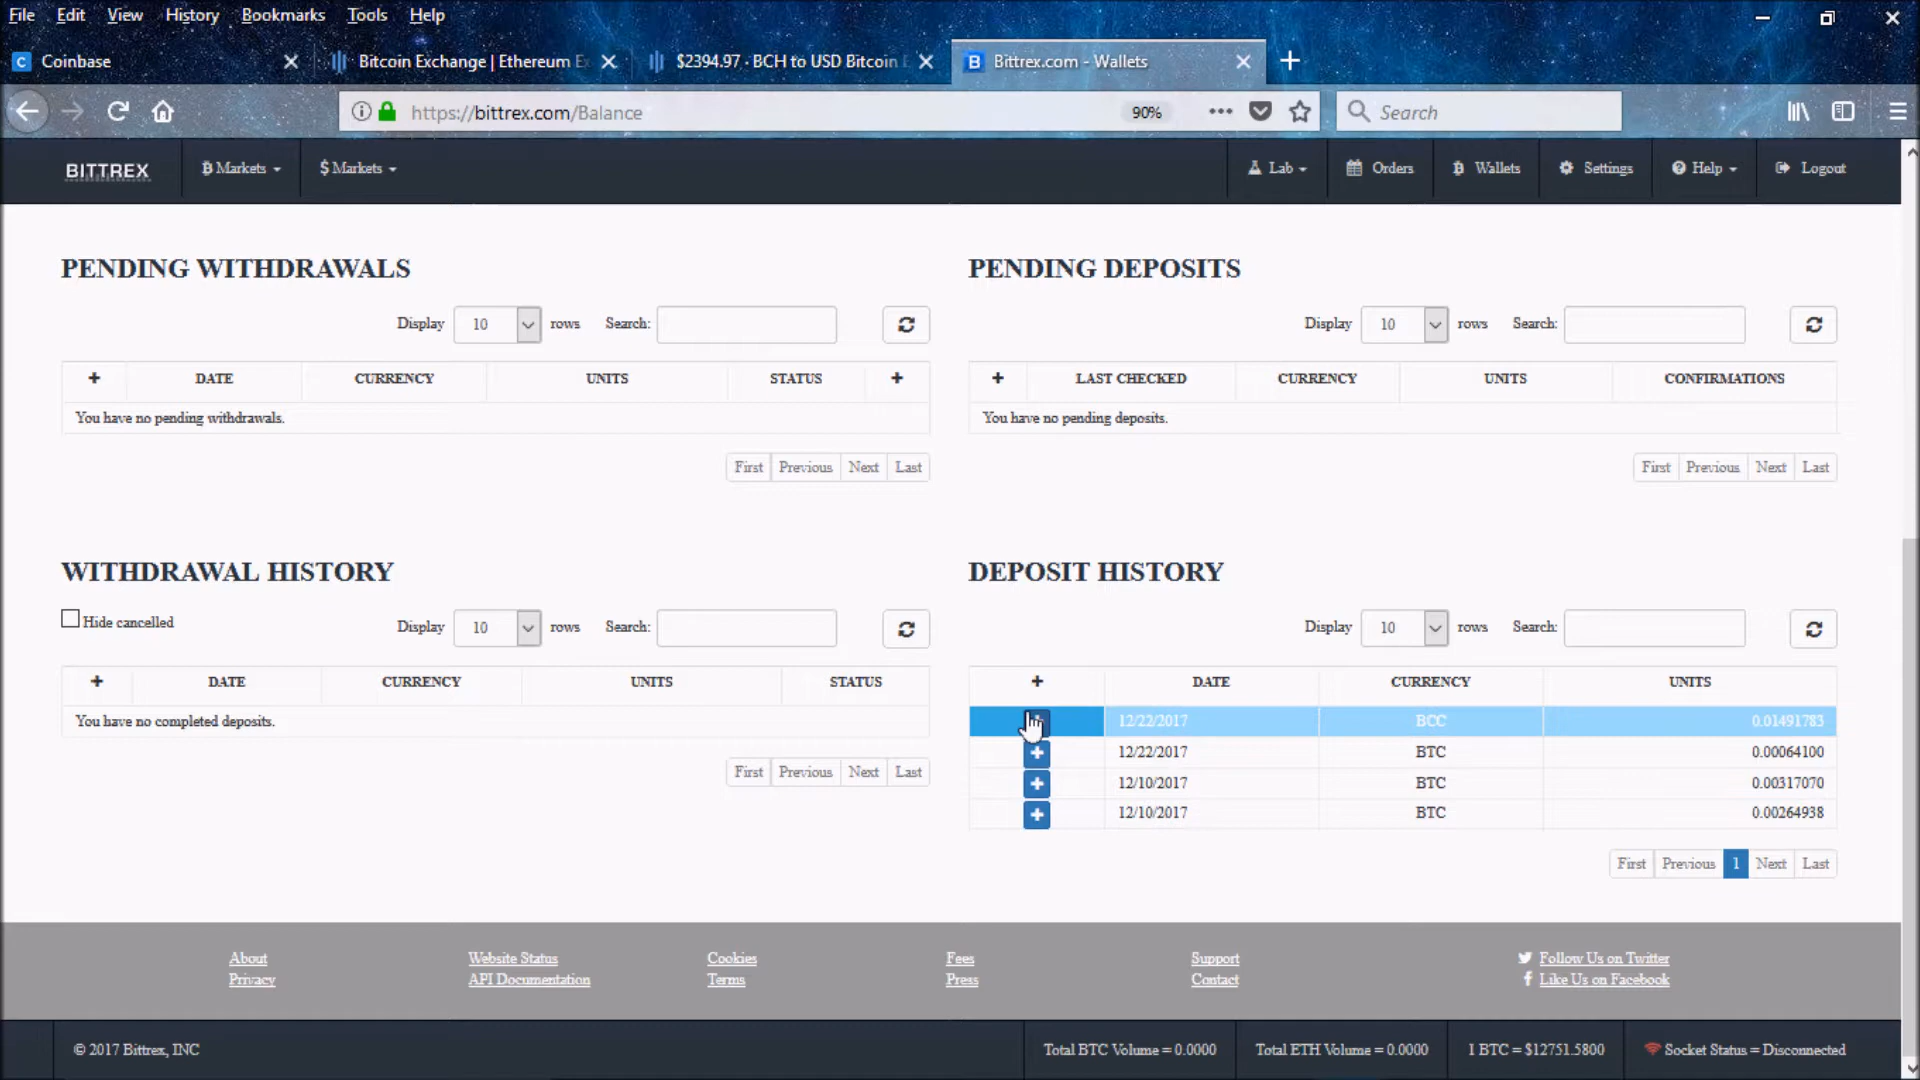 File Edit View History Bookmarks Tools Help
Coinbase
Bitcoin Exchange | Ethereum E
$2394.97 - BCH to USD Bitcoin
Bittrex.com - Wallets
https://bittrex.com/Balance
90%
Search
BITTREX
Markets
$ Markets
Lab
Orders
Wallets
Settings
Help
Logout
PENDING WITHDRAWALS
Display 10 rows Search:
+ DATE CURRENCY UNITS STATUS +
You have no pending withdrawals.
First Previous Next Last
PENDING DEPOSITS
Display 10 rows Search:
+ LAST CHECKED CURRENCY UNITS CONFIRMATIONS
You have no pending deposits.
First Previous Next Last
WITHDRAWAL HISTORY
Hide cancelled Display 10 rows Search:
+ DATE CURRENCY UNITS STATUS
You have no completed deposits.
First Previous Next Last
DEPOSIT HISTORY
Display 10 rows Search:
+ DATE CURRENCY UNITS
12/22/2017 BCC 0.01491783
+ 12/22/2017 BTC 0.00064100
+ 12/10/2017 BTC 0.00317070
+ 12/10/2017 BTC 0.00264938
First Previous 1 Next Last
About Website Status Cookies Fees Support Follow Us on Twitter
Privacy API Documentation Terms Press Contact Like Us on Facebook
© 2017 Bittrex, INC
Total BTC Volume = 0.0000
Total ETH Volume = 0.0000
1 BTC = $12751.5800
Socket Status = Disconnected